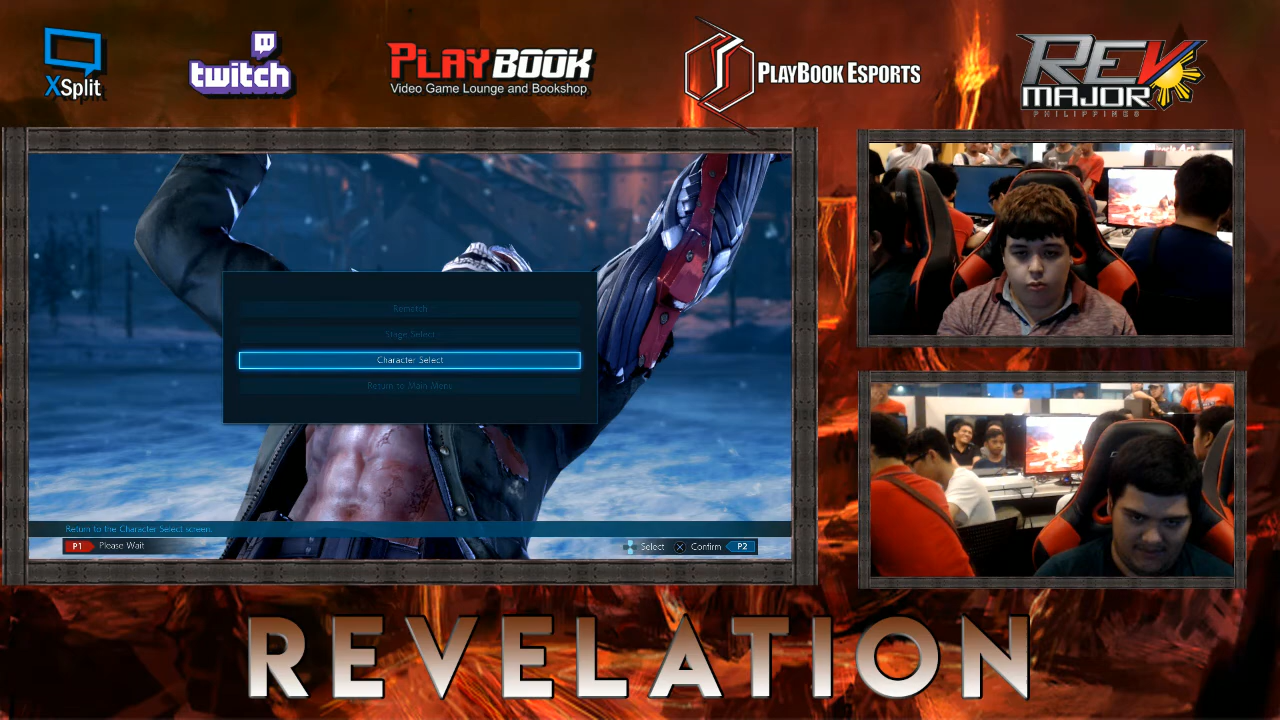 XSplit
twitch
PLAYBOOK
Video Game Lounge and Bookshop
PLAYBOOK ESPORTS
REV
MAJOR
PHILIPPINES
Rematch
Stage Select
Character Select
Return to Main Menu
Return to the Character Select screen.
P1 Please Wait
Select Confirm P2
REVELATION